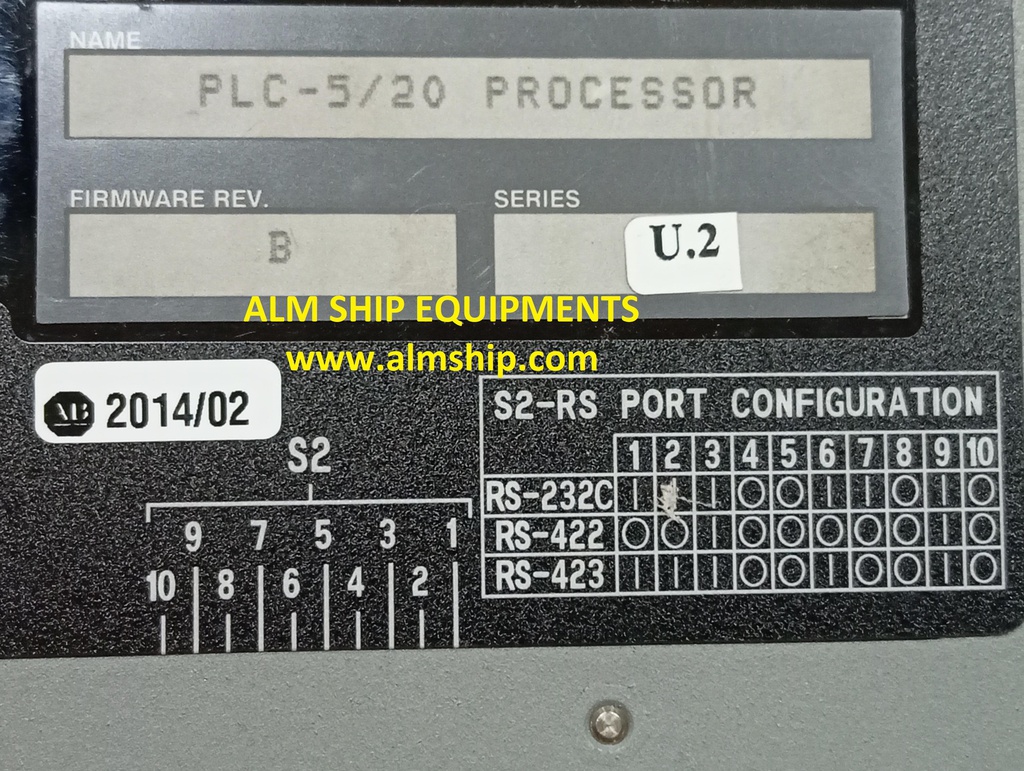 NAME
PLC-5/20 PROCESSOR
FIRMWARE REV.
SERIES
B
U.2
ALM SHIP EQUIPMENTS
www.almship.com
AB 2014/02
S2
9 7 5 3 1
10 8 6 4 2
S2-RS PORT CONFIGURATION
1 2 3 4 5 6 7 8 9 10
RS-232C | | O O | | O | O
RS-422 O O | O O O O O | O
RS-423 | | | O O | O O | O